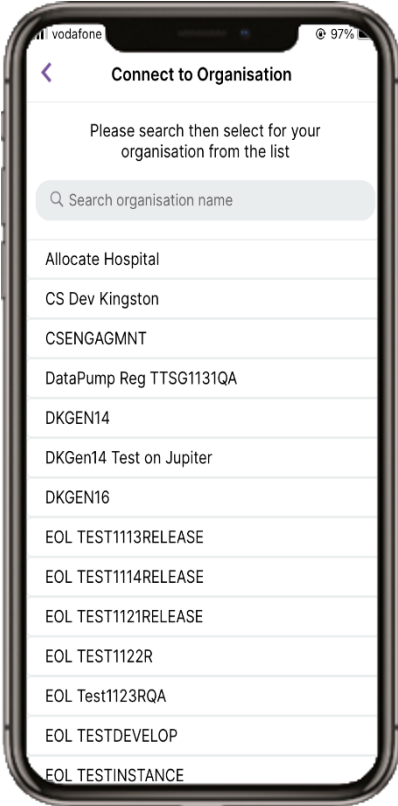 vodafone
97%
Connect to Organisation
Please search then select for your
organisation from the list
Search organisation name
Allocate Hospital
CS Dev Kingston
CSENGAGMNT
DataPump Reg TTSG1131QA
DKGEN14
DKGen14 Test on Jupiter
DKGEN16
EOL TEST1113RELEASE
EOL TEST1114RELEASE
EOL TEST1121RELEASE
EOL TEST1122R
EOL Test1123RQA
EOL TESTDEVELOP
EOL TESTINSTANCE